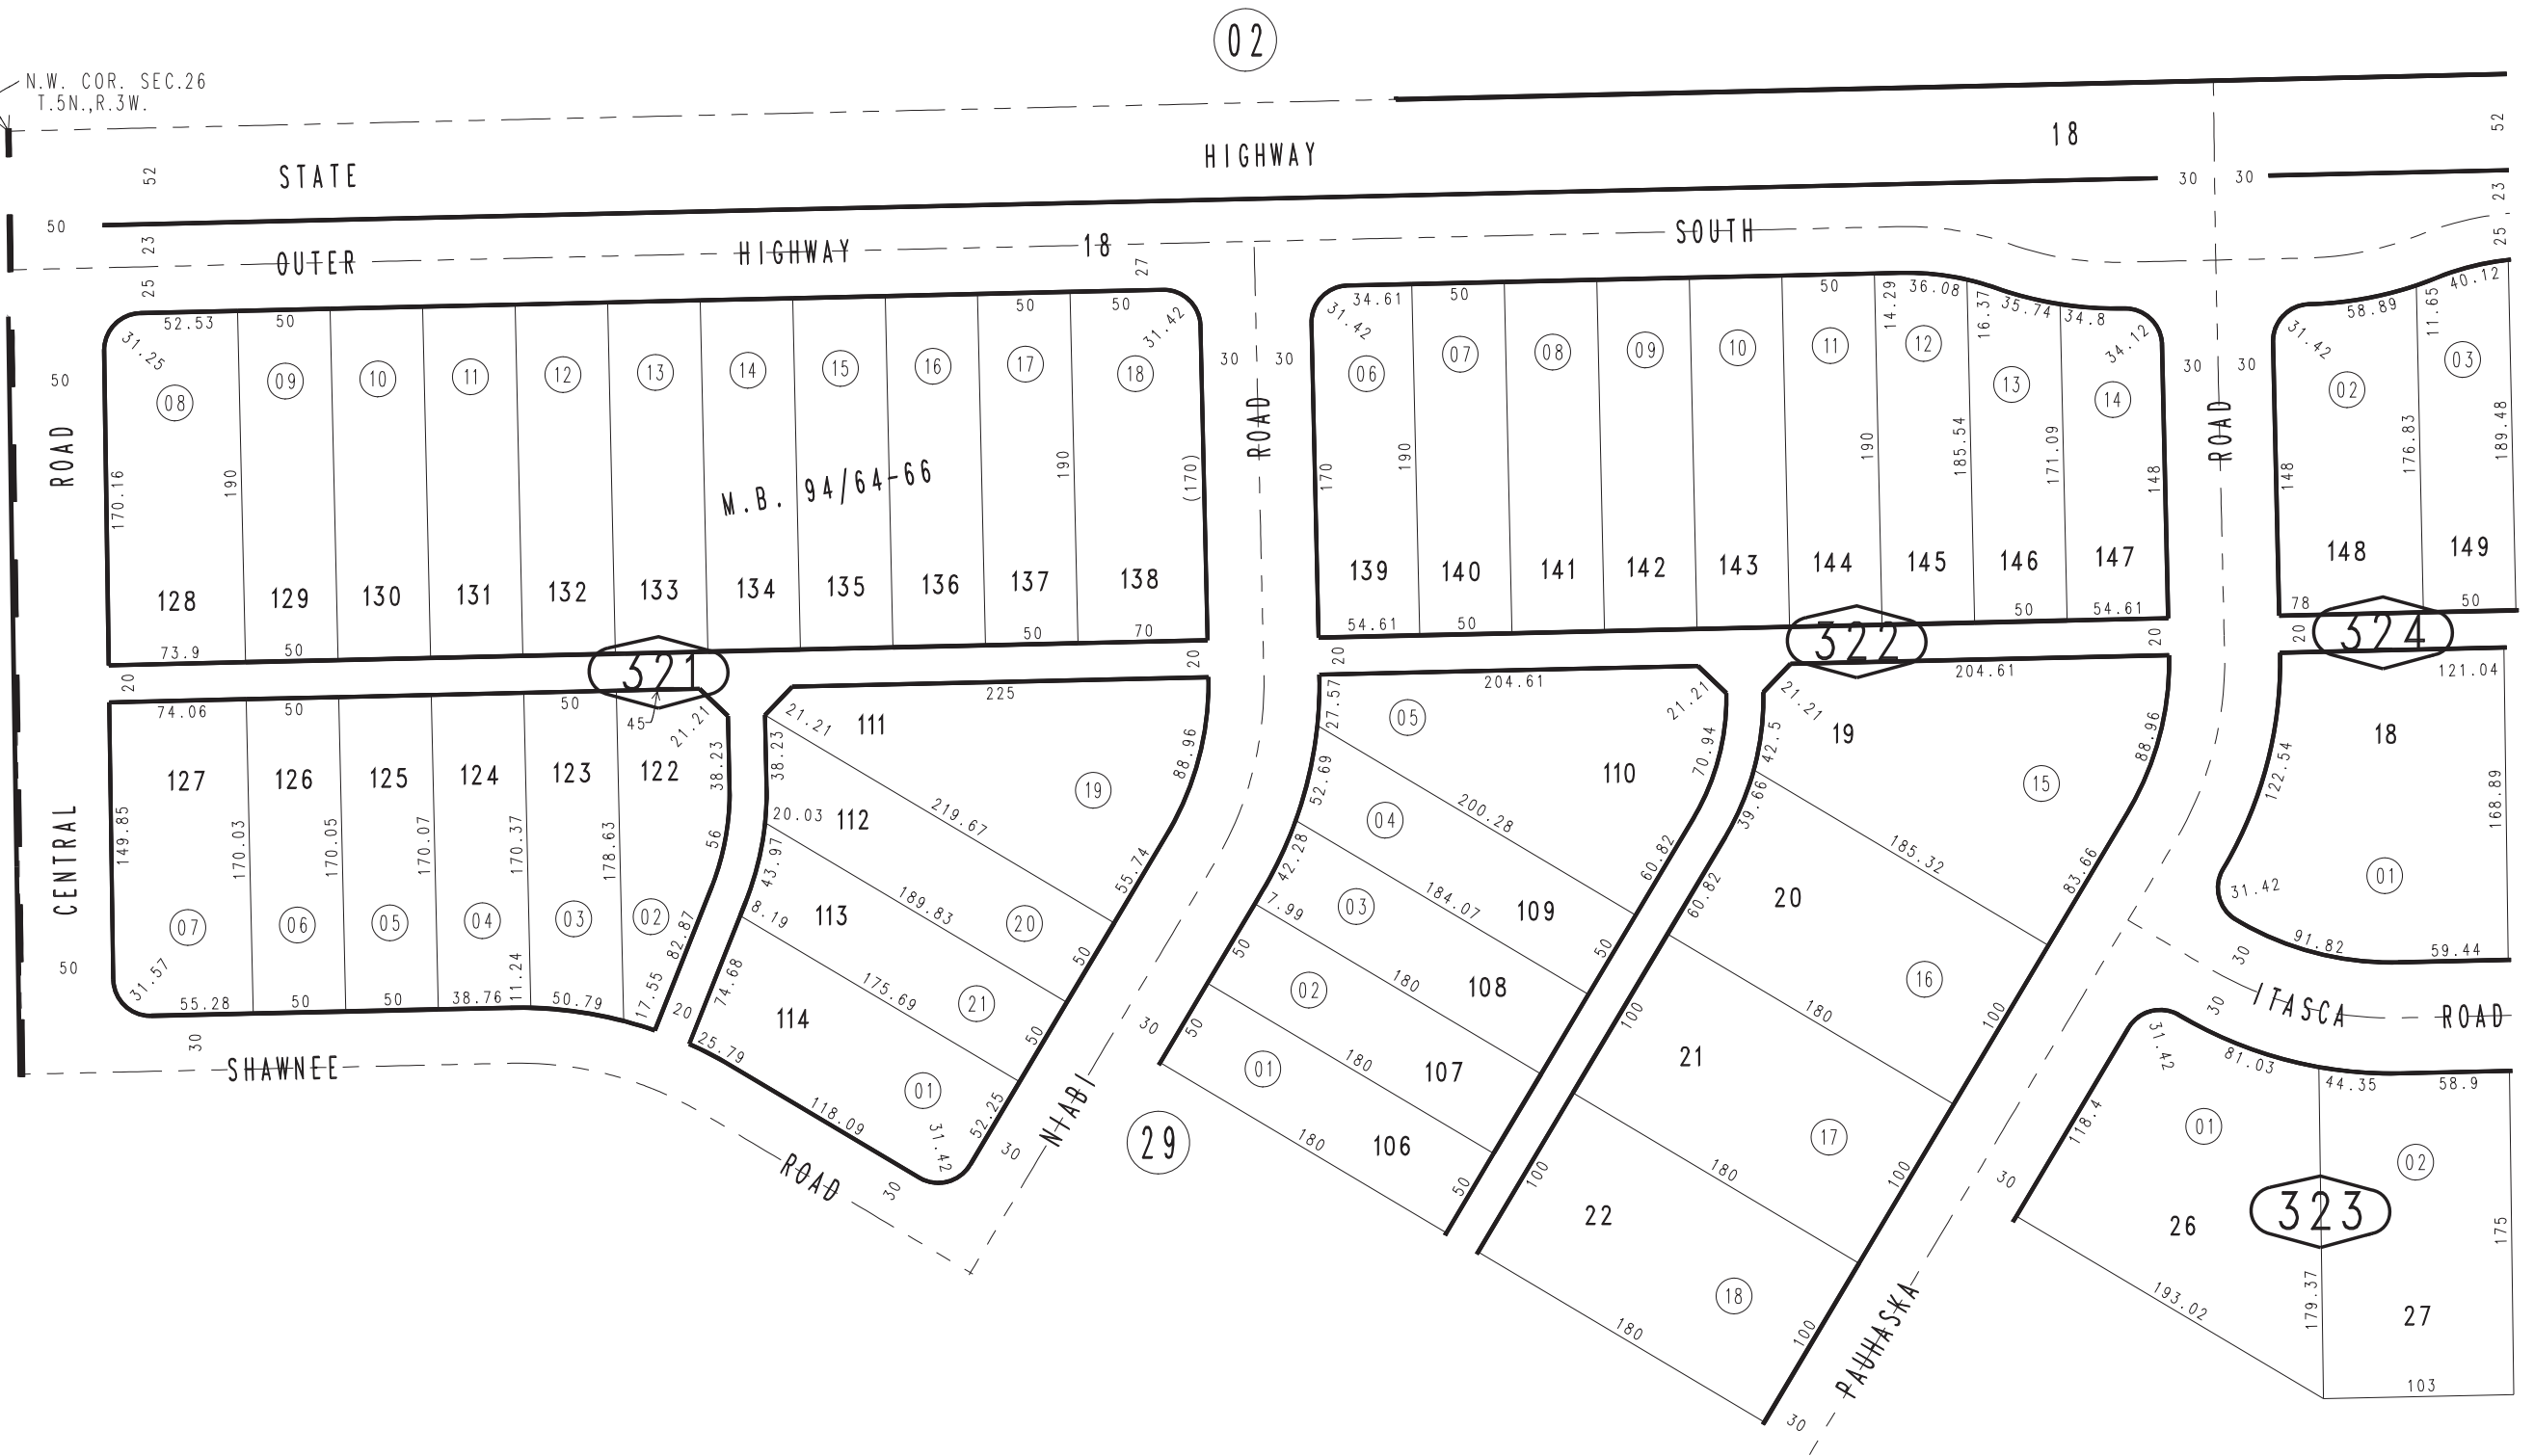 02
N.W. COR. SEC.26
T.5N.,R.3W.
52 STATE HIGHWAY 18 52
50 30 30
23 OUTER HIGHWAY 18 SOUTH 23
25 27 25
52.53 50 50 50 34.61 50 50 14.29 36.08 16.37 35.74 34.8 58.89 11.65 40.12
31.25 31.42 31.42 34.12 31.42
50 30 30 30 30
08 09 10 11 12 13 14 15 16 17 18 06 07 08 09 10 11 12 13 14 02 03
ROAD ROAD ROAD
170.16 190 190 (170) 170 190 190 185.54 171.09 148 148 176.83 189.48
M.B. 94/64-66
128 129 130 131 132 133 134 135 136 137 138 139 140 141 142 143 144 145 146 147 148 149
73.9 50 50 70 54.61 50 50 54.61 78 50
20 321 20 20 322 20 20 324
74.06 50 50 45 21.21 21.21 225 27.57 204.61 21.21 21.21 204.61 121.04
127 126 125 124 123 122 38.23 38.23 111 88.96 05 110 70.94 42.5 19 88.96 18
CENTRAL
149.85 170.03 170.05 170.07 170.37 178.63 56 20.03 112 219.67 19 52.69 04 200.28 39.66 185.32 15 122.54 168.89
07 06 05 04 03 02 82.87 43.97 113 189.83 20 55.74 42.28 03 184.07 109 60.82 60.82 20 83.66 31.42 01
50 31.57 8.19 50 7.99 50 50 30 91.82 59.44
55.28 50 50 38.76 11.24 50.79 17.55 20 74.68 114 175.69 21 50 02 180 108 100 180 16 100 30 ITASCA ROAD
30 SHAWNEE 25.79 118.09 01 52.25 31.42 30 50 01 180 107 21 31.42 81.03 44.35 58.9
ROAD 30 30 NIABI 29 180 106 50 100 180 17 100 118.4 01 02
22 30 26 323 175
18 180 100 PAUHASKA 193.02 179.37 27
30 103